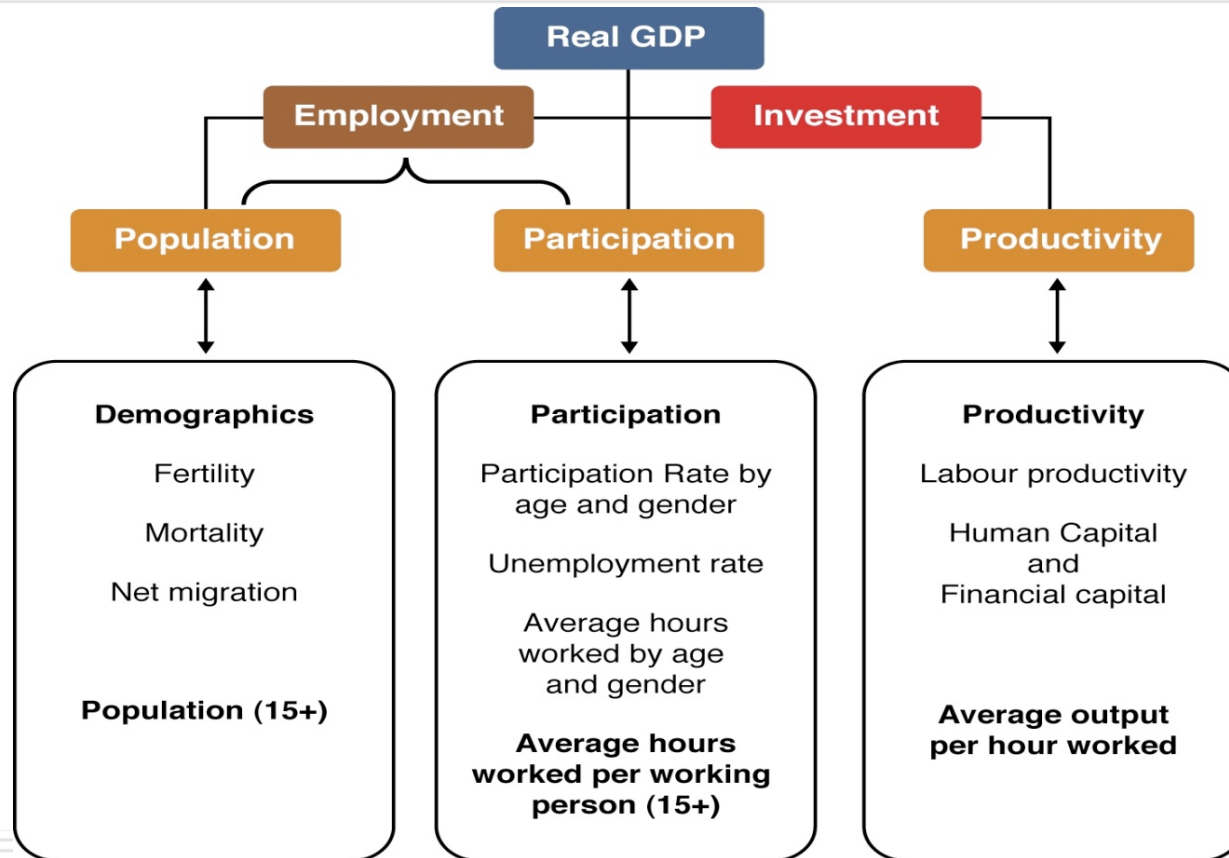 Real GDP
Employment
Investment
Population
Participation
Productivity
Demographics
Fertility
Mortality
Net migration
Population (15+)
Participation
Participation Rate by
age and gender
Unemployment rate
Average hours
worked by age
and gender
Average hours
worked per working
person (15+)
Productivity
Labour productivity
Human Capital
and
Financial capital
Average output
per hour worked